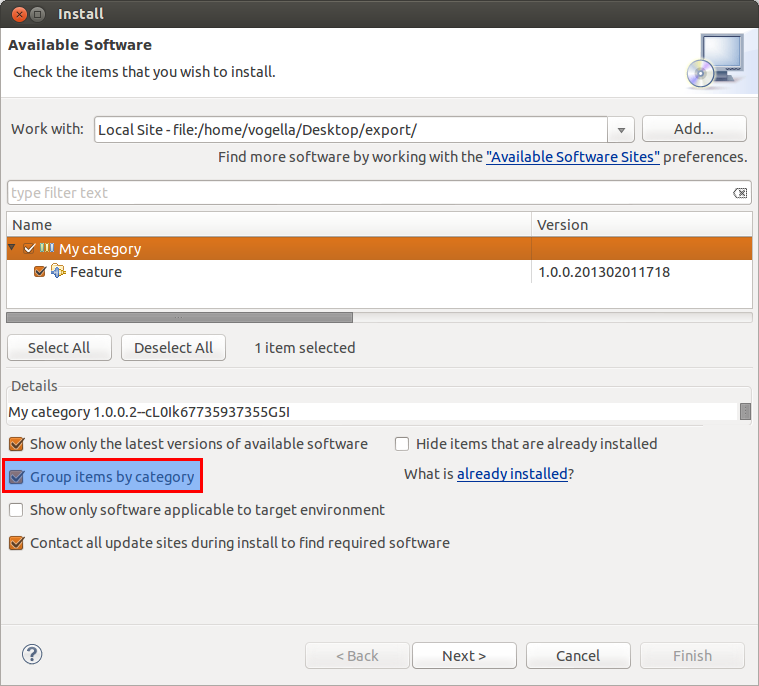 Install
Available Software
Check the items that you wish to install.
Work with: Local Site - file:/home/vogella/Desktop/export/ Add...
Find more software by working with the "Available Software Sites" preferences.
type filter text
Name Version
My category
Feature 1.0.0.201302011718
Select All Deselect All 1 item selected
Details
My category 1.0.0.2--cL0Ik67735937355G5I
Show only the latest versions of available software Hide items that are already installed
Group items by category What is already installed?
Show only software applicable to target environment
Contact all update sites during install to find required software
? < Back Next > Cancel Finish